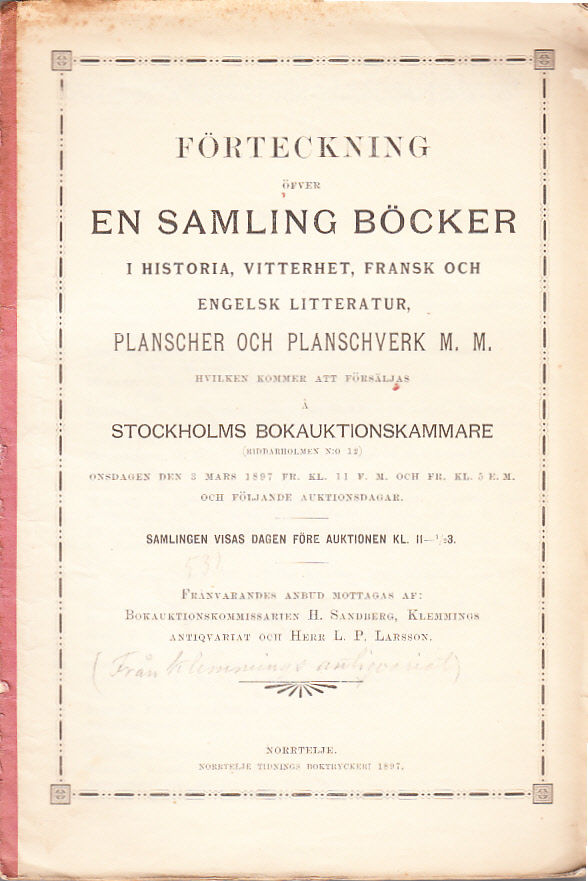 FÖRTECKNING
ÖFVER
EN SAMLING BÖCKER
I HISTORIA, VITTERHET, FRANSK OCH
ENGELSK LITTERATUR,
PLANSCHER OCH PLANSCHVERK M. M.
HVILKEN KOMMER ATT FÖRSÄLJAS
Å
STOCKHOLMS BOKAUKTIONSKAMMARE
(RIDDARHOLMEN N:O 12)
ONSDAGEN DEN 3 MARS 1897 FR. KL. 11 F. M. OCH FR. KL. 5 E. M.
OCH FÖLJANDE AUKTIONSDAGAR.
SAMLINGEN VISAS DAGEN FÖRE AUKTIONEN KL. 11—1/23.
532
FRÅNVARANDES ANBUD MOTTAGAS AF:
BOKAUKTIONSKOMMISSARIEN H. SANDBERG, KLEMMINGS
ANTIQVARIAT OCH HERR L. P. LARSSON.
(Från Klemmings antiqvariat)
NORRTELJE.
NORRTELJE TIDNINGS BOKTRYCKERI 1897.